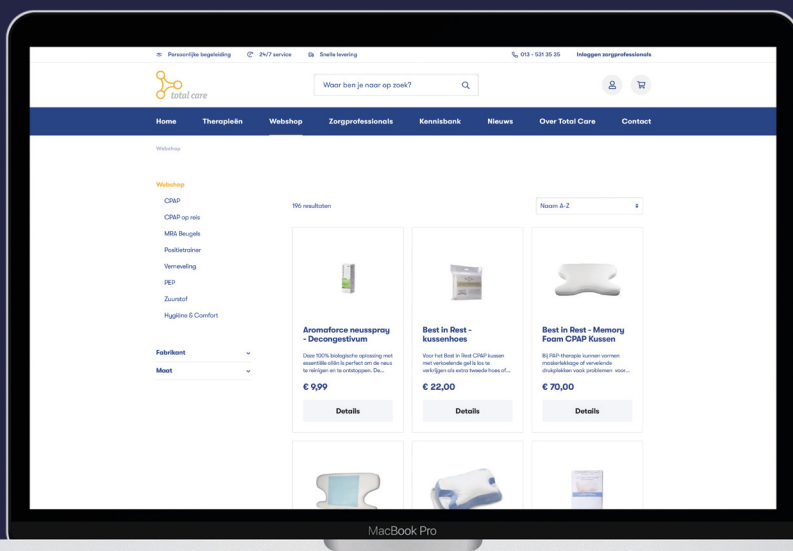 Persoonlijke begeleiding 24/7 service Snelle levering 013 - 531 35 35 Inloggen zorgprofessionals
total care
Waar ben je naar op zoek?
Home Therapieën Webshop Zorgprofessionals Kennisbank Nieuws Over Total Care Contact
Webshop
Webshop
CPAP
CPAP op reis
MRA Beugels
Positietrainer
Verneveling
PEP
Zuurstof
Hygiëne & Comfort
Fabrikant
Maat
196 resultaten
Naam A-Z
Aromaforce neusspray
- Decongestivum
Deze 100% biologische oplossing met
essentiële oliën is perfect om de neus
te reinigen en te ontstoppen. De...
€ 9,99
Details
Best in Rest -
kussenhoes
Voor het Best in Rest CPAP kussen
met verkoelende gel is los te
verkrijgen als extra tweede hoes of...
€ 22,00
Details
Best in Rest - Memory
Foam CPAP Kussen
Bij PAP-therapie kunnen vormen
maskerlekkage of vervelende
drukplekken vaak problemen voor...
€ 70,00
Details
MacBook Pro